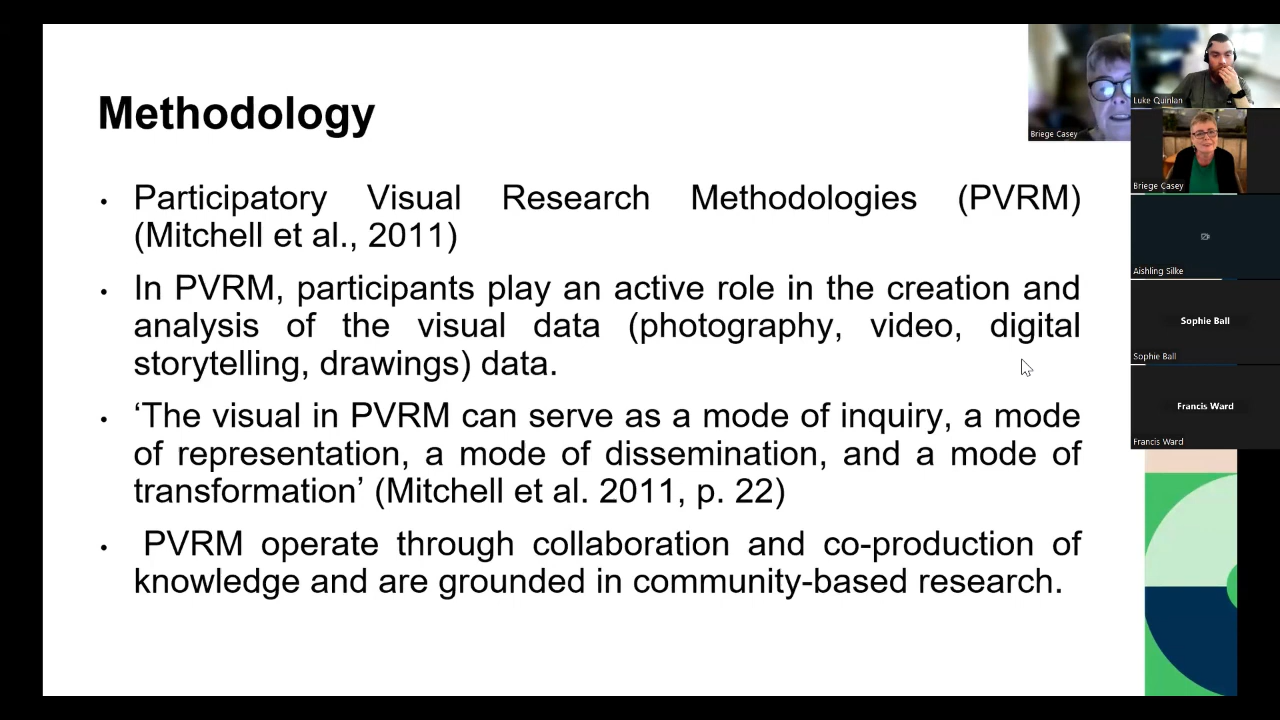 Methodology
• Participatory Visual Research Methodologies (PVRM)
(Mitchell et al., 2011)
• In PVRM, participants play an active role in the creation and
analysis of the visual data (photography, video, digital
storytelling, drawings) data.
• ‘The visual in PVRM can serve as a mode of inquiry, a mode
of representation, a mode of dissemination, and a mode of
transformation’ (Mitchell et al. 2011, p. 22)
• PVRM operate through collaboration and co-production of
knowledge and are grounded in community-based research.
Briege Casey
Luke Quinlan
Briege Casey
Aishling Silke
Sophie Ball
Sophie Ball
Francis Ward
Francis Ward